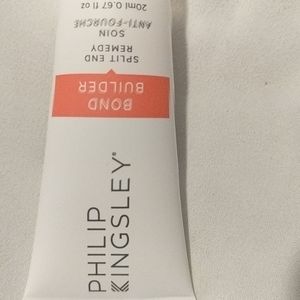 PHILIP
KINGSLEY®
BOND
BUILDER
SPLIT END
REMEDY
SOIN
ANTI-FOURCHE
20ml 0.67 fl oz